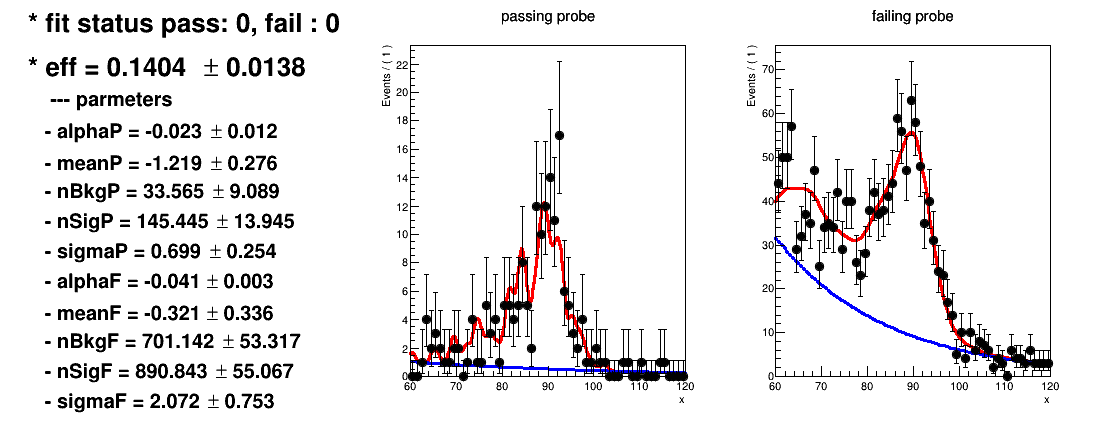 * fit status pass: 0, fail : 0
* eff = 0.1404 ± 0.0138
--- parmeters
- alphaP = -0.023 ± 0.012
- meanP = -1.219 ± 0.276
- nBkgP = 33.565 ± 9.089
- nSigP = 145.445 ± 13.945
- sigmaP = 0.699 ± 0.254
- alphaF = -0.041 ± 0.003
- meanF = -0.321 ± 0.336
- nBkgF = 701.142 ± 53.317
- nSigF = 890.843 ± 55.067
- sigmaF = 2.072 ± 0.753
passing probe
Events / ( 1 )
22
20
18
16
14
12
10
8
6
4
2
0
60 70 80 90 100 110 120
x
failing probe
Events / ( 1 )
70
60
50
40
30
20
10
0
60 70 80 90 100 110 120
x